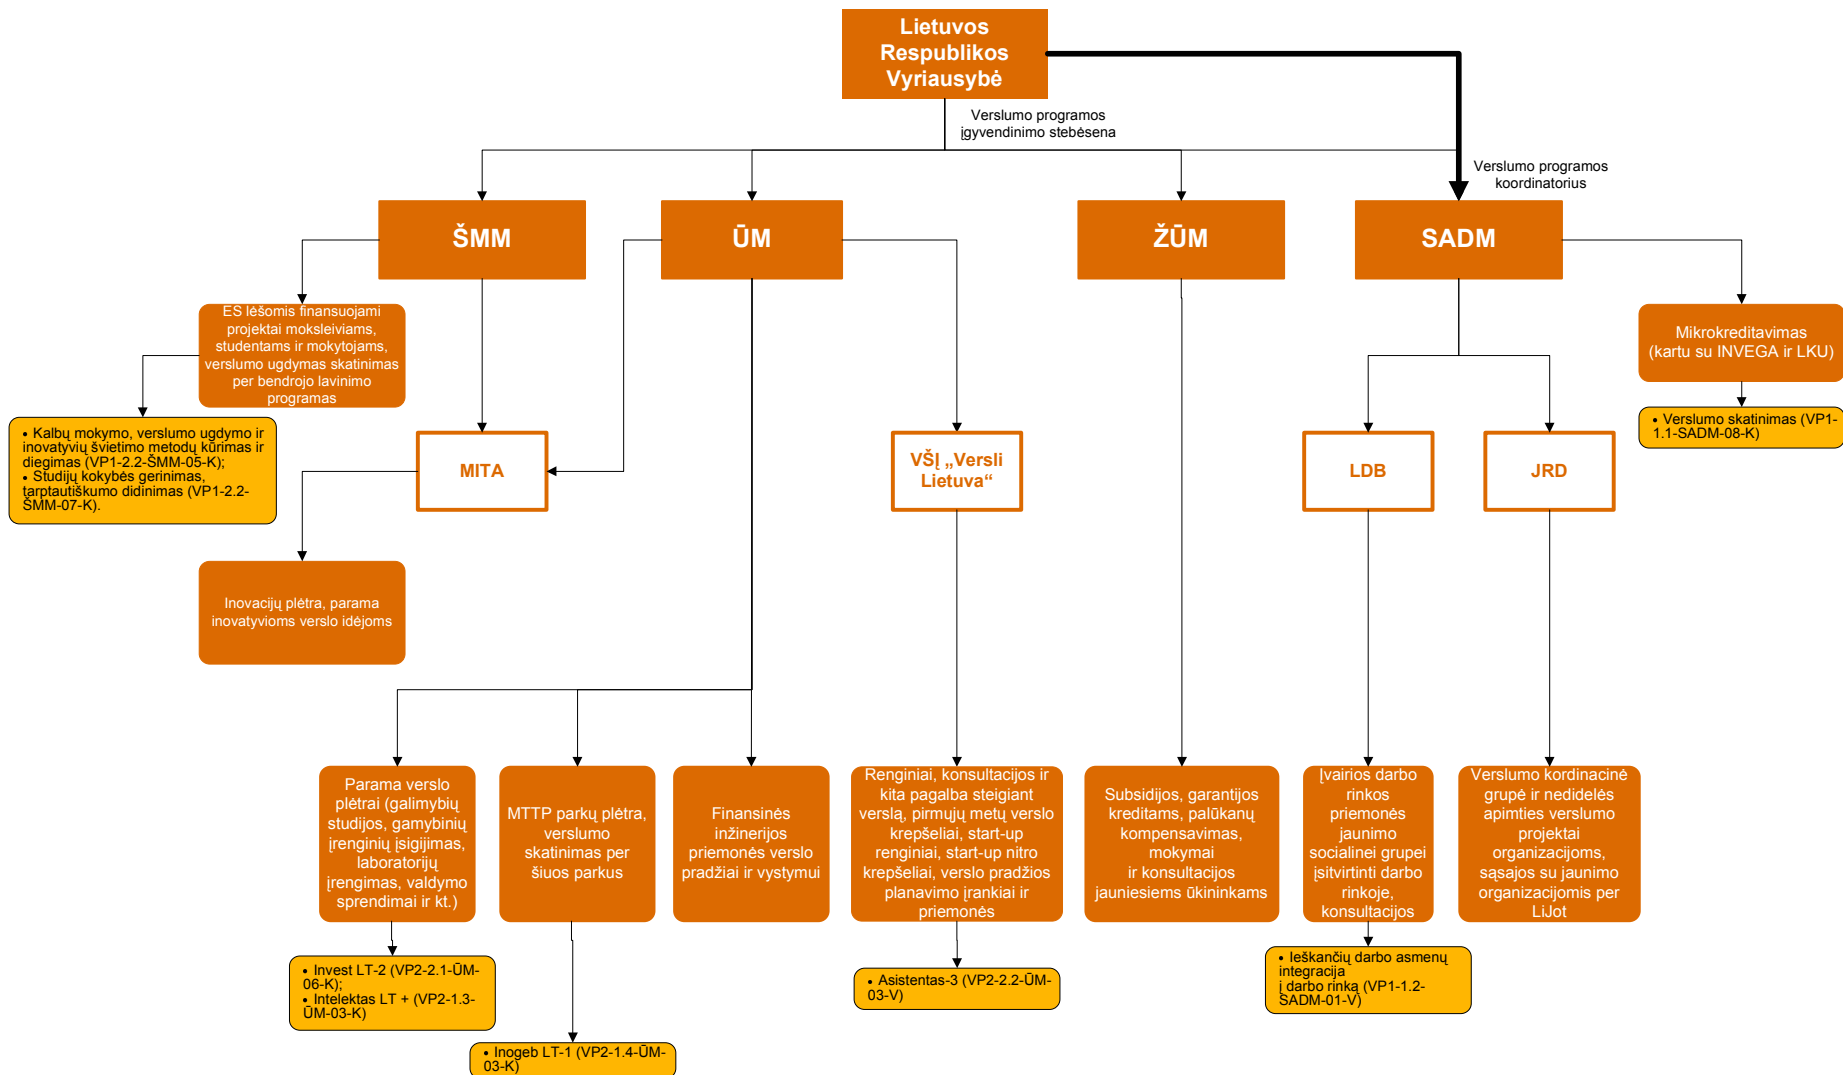 Lietuvos
Respublikos
Vyriausybė
Verslumo programos
įgyvendinimo stebėsena
Verslumo programos
koordinatorius
ŠMM
ŪM
ŽŪM
SADM
ES lėšomis finansuojami
projektai moksleiviams,
studentams ir mokytojams,
verslumo ugdymas skatinimas
per bendrojo lavinimo
programas
Mikrokreditavimas
(kartu su INVEGA ir LKU)
• Kalbų mokymo, verslumo ugdymo ir
inovatyvių švietimo metodų kūrimas ir
diegimas (VP1-2.2-ŠMM-05-K);
• Studijų kokybės gerinimas,
tarptautiškumo didinimas (VP1-2.2-
ŠMM-07-K).
• Verslumo skatinimas (VP1-
1.1-SADM-08-K)
MITA
VŠĮ „Versli
Lietuva“
LDB
JRD
Inovacijų plėtra, parama
inovatyvioms verslo idėjoms
Parama verslo
plėtrai (galimybių
studijos, gamybinių
įrenginių įsigijimas,
laboratorijų
įrengimas, valdymo
sprendimai ir kt.)
MTTP parkų plėtra,
verslumo
skatinimas per
šiuos parkus
Finansinės
inžinerijos
priemonės verslo
pradžiai ir vystymui
Renginiai, konsultacijos ir
kita pagalba steigiant
verslą, pirmųjų metų verslo
krepšeliai, start-up
renginiai, start-up nitro
krepšeliai, verslo pradžios
planavimo įrankiai ir
priemonės
Subsidijos, garantijos
kreditams, palūkanų
kompensavimas,
mokymai
ir konsultacijos
jauniesiems ūkininkams
Įvairios darbo
rinkos
priemonės
jaunimo
socialinei grupei
įsitvirtinti darbo
rinkoje,
konsultacijos
Verslumo kordinacinė
grupė ir nedidelės
apimties verslumo
projektai
organizacijoms,
sąsajos su jaunimo
organizacijomis per
LiJot
• Invest LT-2 (VP2-2.1-ŪM-
06-K);
• Intelektas LT + (VP2-1.3-
ŪM-03-K)
• Asistentas-3 (VP2-2.2-ŪM-
03-V)
• Ieškančių darbo asmenų
integracija
į darbo rinką (VP1-1.2-
SADM-01-V)
• Inogeb LT-1 (VP2-1.4-ŪM-
03-K)